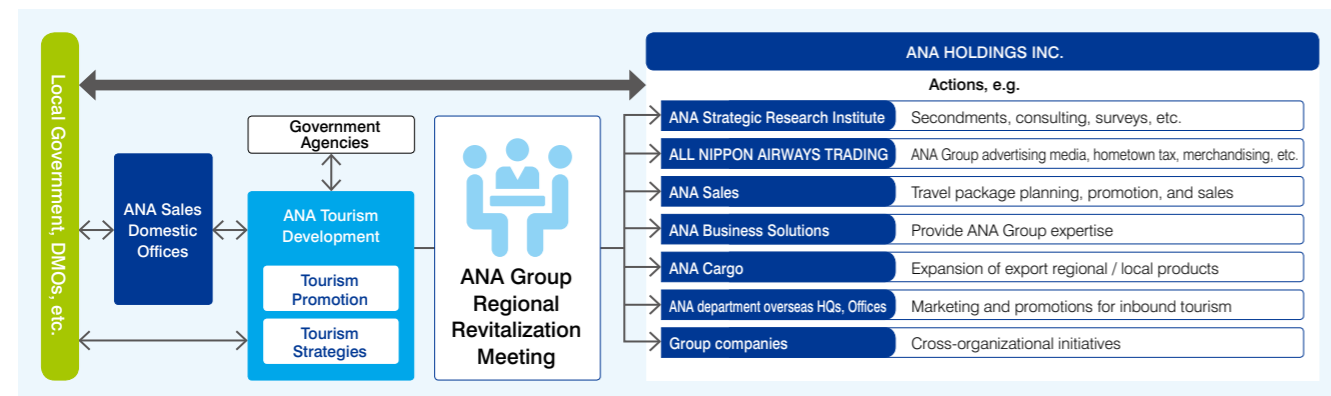 Local Government, DMOs, etc.
ANA Sales
Domestic
Offices
Government
Agencies
ANA Tourism
Development
Tourism
Promotion
Tourism
Strategies
ANA Group
Regional
Revitalization
Meeting
ANA HOLDINGS INC.
Actions, e.g.
ANA Strategic Research Institute Secondments, consulting, surveys, etc.
ALL NIPPON AIRWAYS TRADING ANA Group advertising media, hometown tax, merchandising, etc.
ANA Sales Travel package planning, promotion, and sales
ANA Business Solutions Provide ANA Group expertise
ANA Cargo Expansion of export regional / local products
ANA department overseas HQs, Offices Marketing and promotions for inbound tourism
Group companies Cross-organizational initiatives